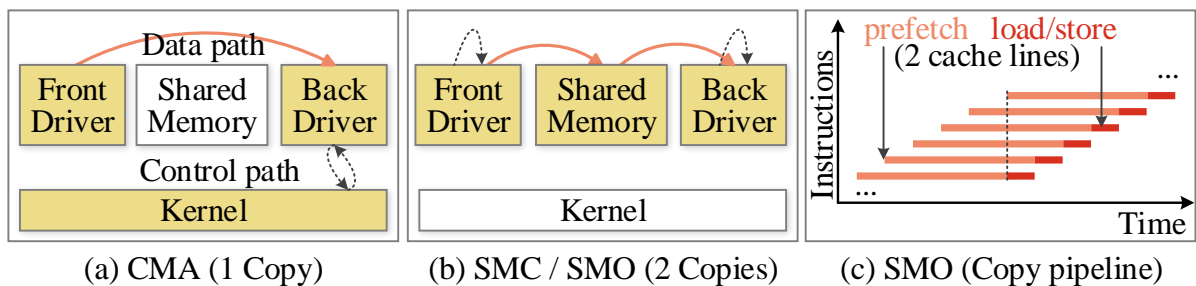 Data path
Front
Driver
Shared
Memory
Back
Driver
Control path
Kernel
(a) CMA (1 Copy)
Front
Driver
Shared
Memory
Back
Driver
Kernel
(b) SMC / SMO (2 Copies)
prefetch load/store
(2 cache lines)
...
Instructions
...
Time
(c) SMO (Copy pipeline)